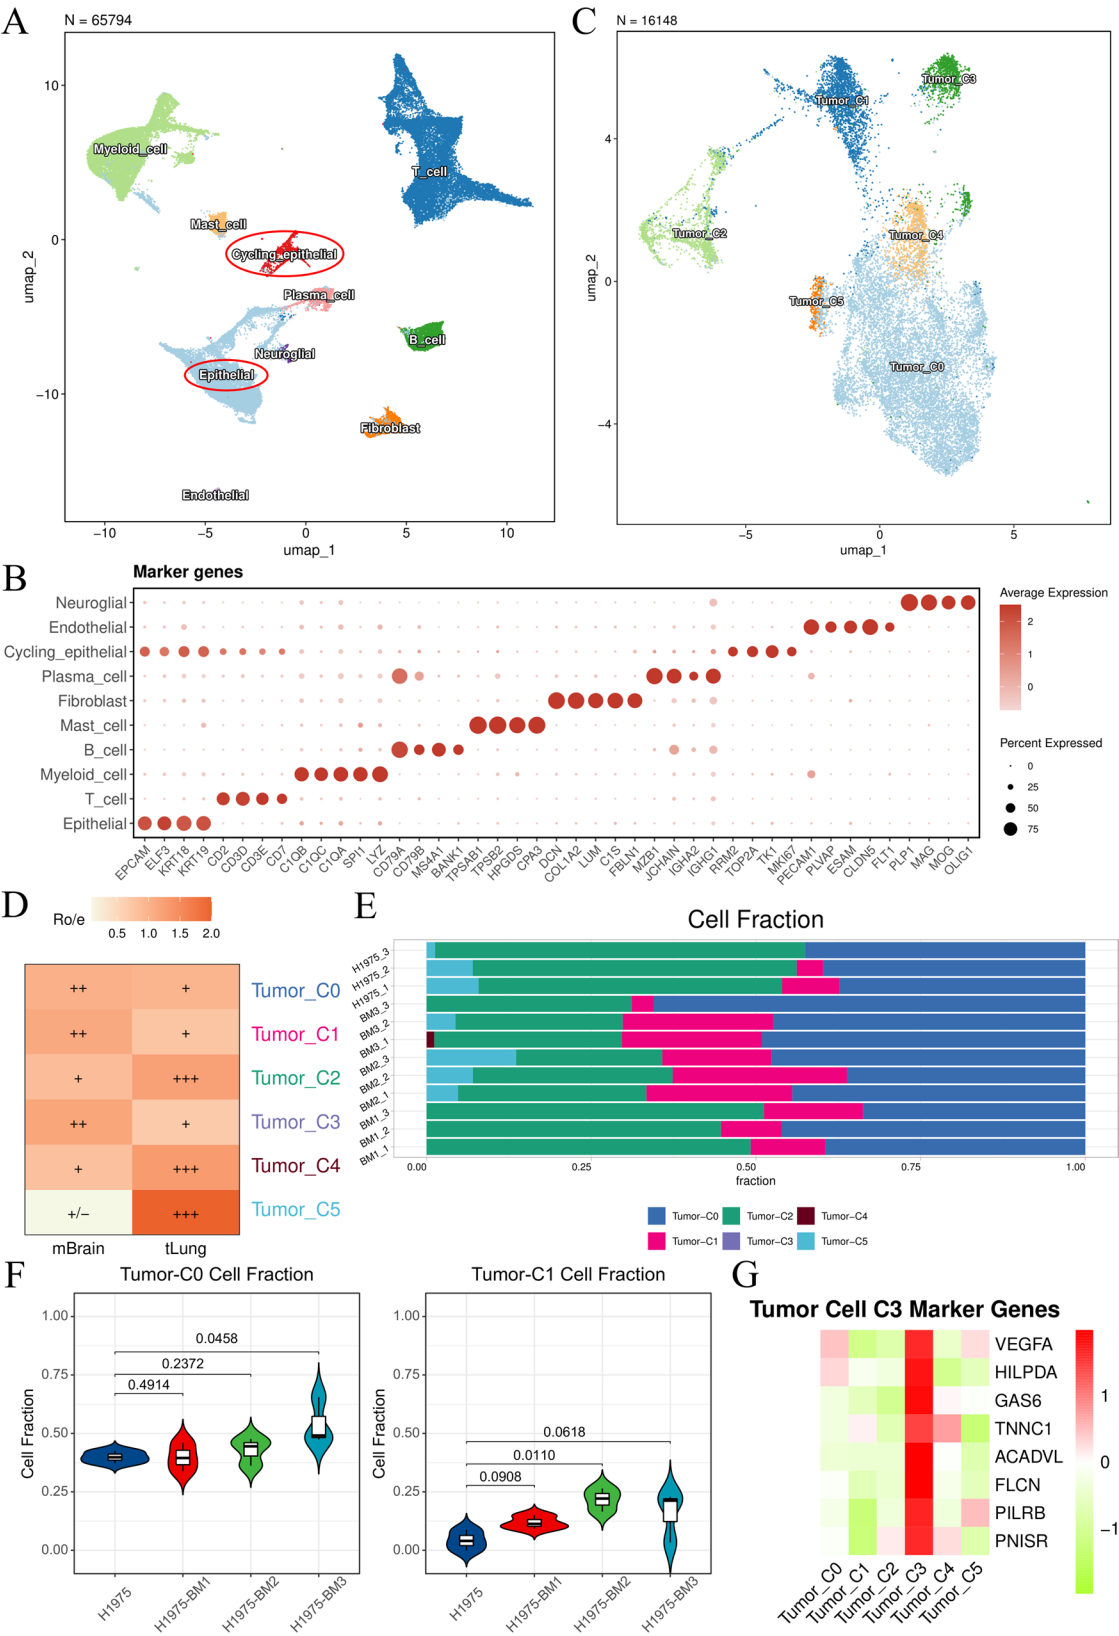 A
N = 65794
Myeloid_cell
T_cell
Mast_cell
Cycling_epithelial
Plasma_cell
B_cell
Neuroglial
Epithelial
Fibroblast
Endothelial
10
0
−10
umap_2
−10
−5
0
5
10
umap_1
C
N = 16148
Tumor_C1
Tumor_C3
Tumor_C2
Tumor_C4
Tumor_C5
Tumor_C0
4
0
−4
umap_2
−5
0
5
umap_1
B
Marker genes
Neuroglial
Endothelial
Cycling_epithelial
Plasma_cell
Fibroblast
Mast_cell
B_cell
Myeloid_cell
T_cell
Epithelial
EPCAM
ELF3
KRT18
KRT19
CD2
CD3D
CD3E
CD7
C1QB
C1QC
C1QA
SPI1
LYZ
CD79A
CD79B
MS4A1
BANK1
TPSAB1
TPSB2
HPGDS
CPA3
DCN
COL1A2
LUM
C1S
FBLN1
MZB1
JCHAIN
IGHA2
IGHG1
RRM2
TOP2A
TK1
MKI67
PECAM1
PLVAP
ESAM
CLDN5
FLT1
PLP1
MAG
MOG
OLIG1
Average Expression
2
1
0
Percent Expressed
0
25
50
75
D
Ro/e
0.5
1.0
1.5
2.0
++
+
Tumor_C0
++
+
Tumor_C1
+
+++
Tumor_C2
++
+
Tumor_C3
+
+++
Tumor_C4
+/−
+++
Tumor_C5
mBrain
tLung
E
Cell Fraction
H1975_3
H1975_2
H1975_1
BM3_3
BM3_2
BM3_1
BM2_3
BM2_2
BM2_1
BM1_3
BM1_2
BM1_1
0.00
0.25
0.50
0.75
1.00
fraction
Tumor−C0
Tumor−C2
Tumor−C4
Tumor−C1
Tumor−C3
Tumor−C5
F
Tumor-C0 Cell Fraction
1.00
0.75
0.50
0.25
0.00
Cell Fraction
0.0458
0.2372
0.4914
H1975
H1975-BM1
H1975-BM2
H1975-BM3
Tumor-C1 Cell Fraction
1.00
0.75
0.50
0.25
0.00
Cell Fraction
0.0618
0.0110
0.0908
H1975
H1975-BM1
H1975-BM2
H1975-BM3
G
Tumor Cell C3 Marker Genes
VEGFA
HILPDA
GAS6
TNNC1
ACADVL
FLCN
PILRB
PNISR
Tumor_C0
Tumor_C1
Tumor_C2
Tumor_C3
Tumor_C4
Tumor_C5
1
0
−1